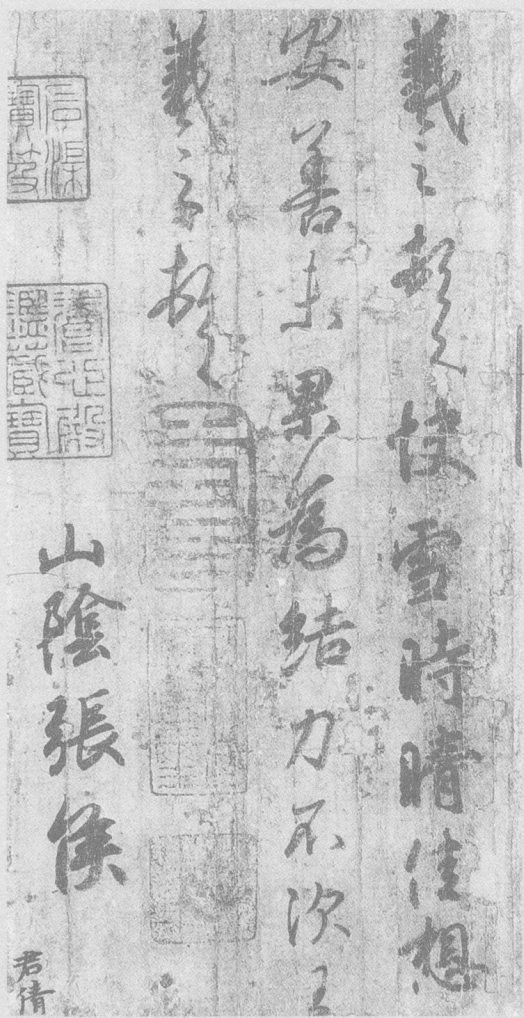 羲之頓首快雪時晴佳想
安善未果為結力不次王
羲之頓首
山陰張侯
君倩